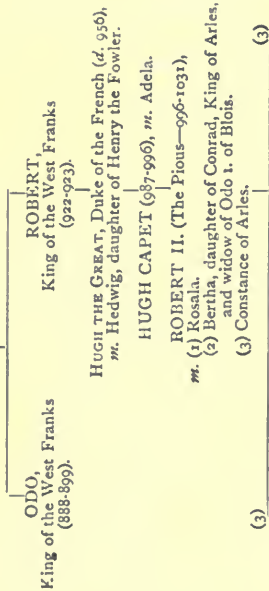 ODO,
King of the West Franks
(888-899).
ROBERT,
King of the West Franks
(922-923).
HUGH THE GREAT, Duke of the French (d. 956),
m. Hedwig, daughter of Henry the Fowler.
HUGH CAPET (987-996), m. Adela.
ROBERT II. (The Pious—996-1031),
m. (1) Rosala.
(2) Bertha, daughter of Conrad, King of Arles,
and widow of Odo I. of Blois.
(3) Constance of Arles.
(3)
(3)